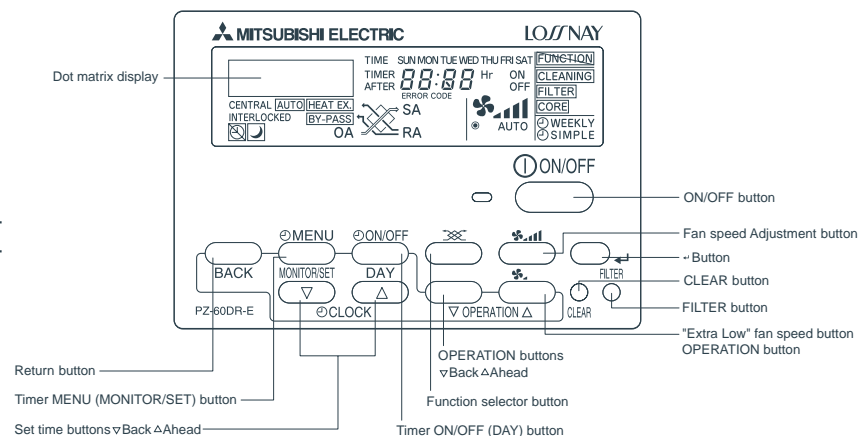 MITSUBISHI ELECTRIC
LOSSNAY
Dot matrix display
TIME SUN MON TUE WED THU FRI SAT
FUNCTION
TIMER 88:88 Hr ON
AFTER OFF
ERROR CODE
CLEANING
FILTER
CORE
CENTRAL AUTO HEAT EX.
INTERLOCKED BY-PASS
SA
OA RA
AUTO
WEEKLY
SIMPLE
ON/OFF
ON/OFF button
MENU
ON/OFF
Fan speed Adjustment button
↵ Button
BACK
MONITOR/SET
DAY
FILTER
CLEAR button
▽ △
PZ-60DR-E
CLOCK
▽ OPERATION △
CLEAR
FILTER button
"Extra Low" fan speed button
OPERATION button
OPERATION buttons
▽Back △Ahead
Return button
Function selector button
Timer MENU (MONITOR/SET) button
Set time buttons ▽Back △Ahead
Timer ON/OFF (DAY) button